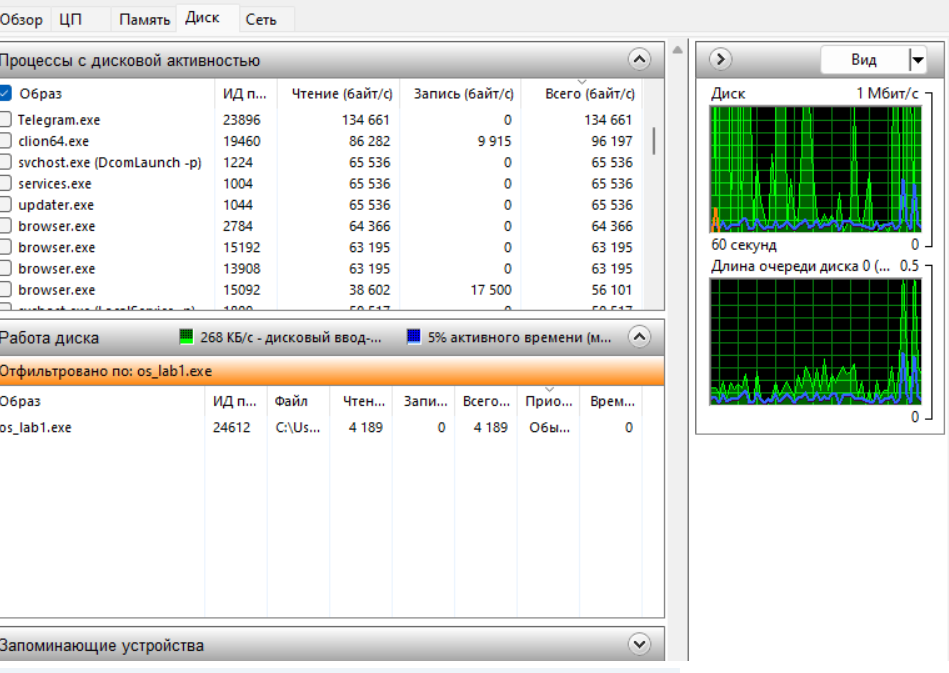 Обзор ЦП Память Диск Сеть
Процессы с дисковой активностью
Образ ИД п... Чтение (байт/с) Запись (байт/с) Всего (байт/с)
Telegram.exe 23896 134 661 0 134 661
clion64.exe 19460 86 282 9 915 96 197
svchost.exe (DcomLaunch -p) 1224 65 536 0 65 536
services.exe 1004 65 536 0 65 536
updater.exe 1044 65 536 0 65 536
browser.exe 2784 64 366 0 64 366
browser.exe 15192 63 195 0 63 195
browser.exe 13908 63 195 0 63 195
browser.exe 15092 38 602 17 500 56 101
Работа диска 268 КБ/с - дисковый ввод-... 5% активного времени (м...
Отфильтровано по: os_lab1.exe
Образ ИД п... Файл Чтен... Запи... Всего... Прио... Врем...
os_lab1.exe 24612 C:\Us... 4 189 0 4 189 Обы... 0
Запоминающие устройства
Вид
Диск 1 Мбит/с
60 секунд 0
Длина очереди диска 0 (... 0.5
0